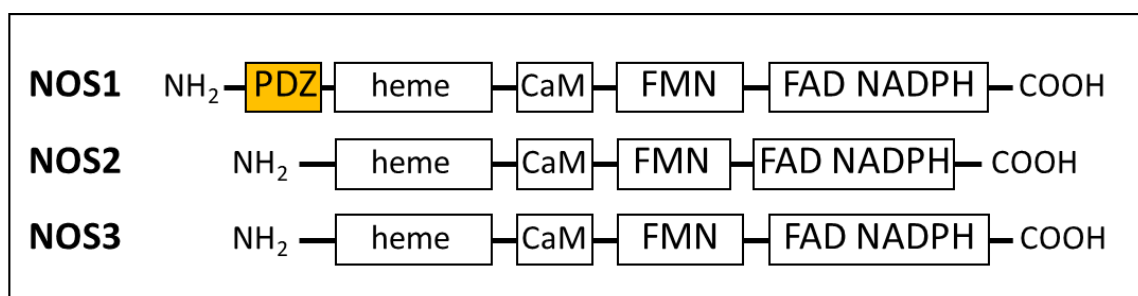 NOS1 NH₂ PDZ heme CaM FMN FAD NADPH COOH
NOS2 NH₂ heme CaM FMN FAD NADPH COOH
NOS3 NH₂ heme CaM FMN FAD NADPH COOH